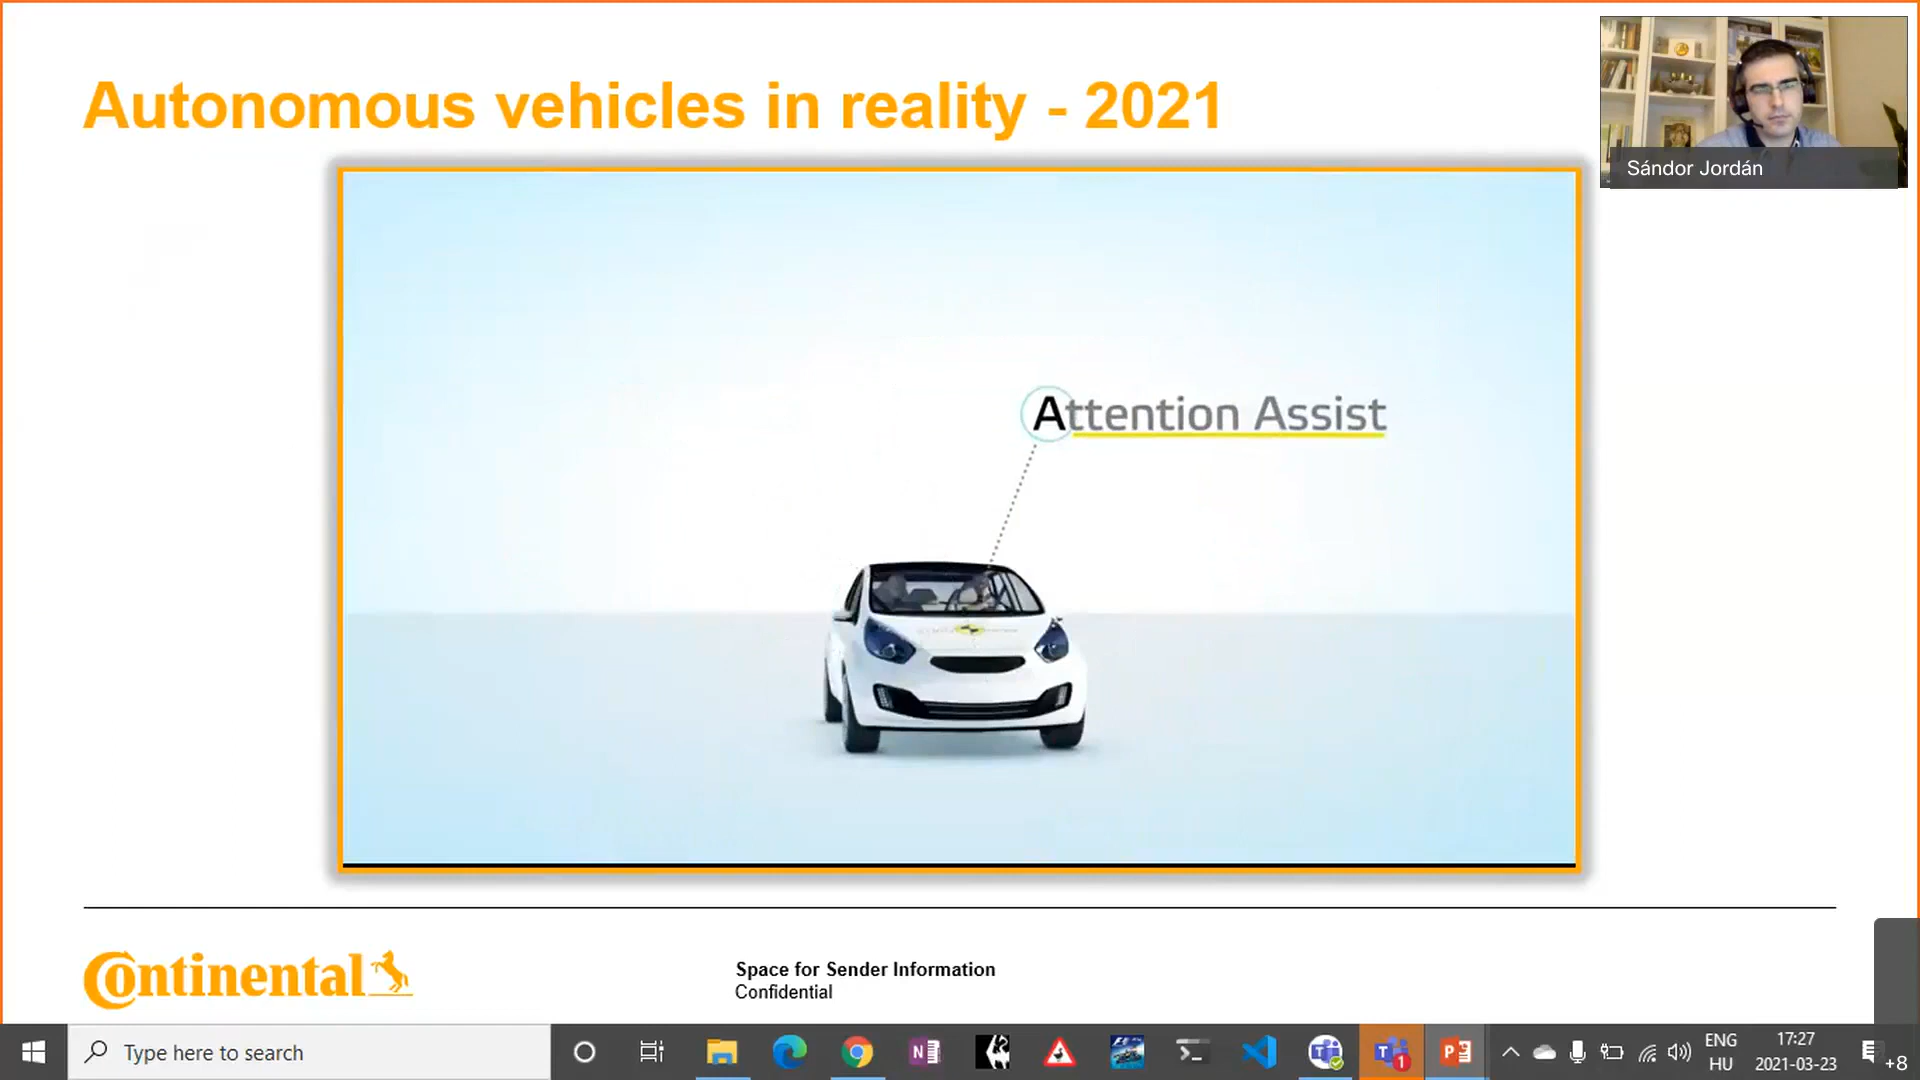 Autonomous vehicles in reality - 2021
Sándor Jordán
Attention Assist
Continental
Space for Sender Information
Confidential
Type here to search
N
1
P
ENG
HU
17:27
2021-03-23
+8